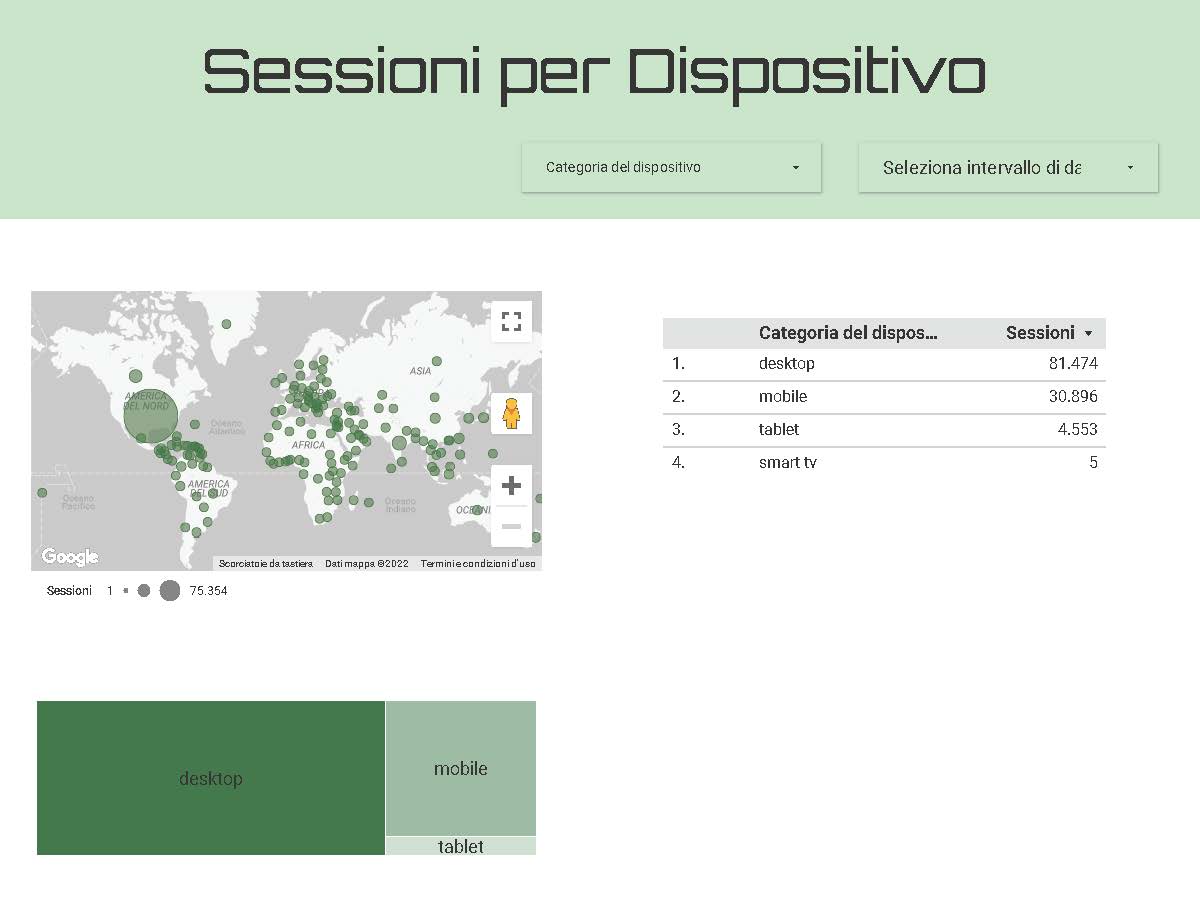 Sessioni per Dispositivo
Categoria del dispositivo
Seleziona intervallo di da
ASIA
AMERICA
DEL NORD
Oceano
Atlantico
AFRICA
AMERICA
DEL SUD
Oceano
Pacifico
Oceano
Indiano
OCEANI
Google
Scorciatoie da tastiera Dati mappa ©2022 Termini e condizioni d'uso
Sessioni 1 75.354
Categoria del dispos... Sessioni
1. desktop 81.474
2. mobile 30.896
3. tablet 4.553
4. smart tv 5
desktop
mobile
tablet